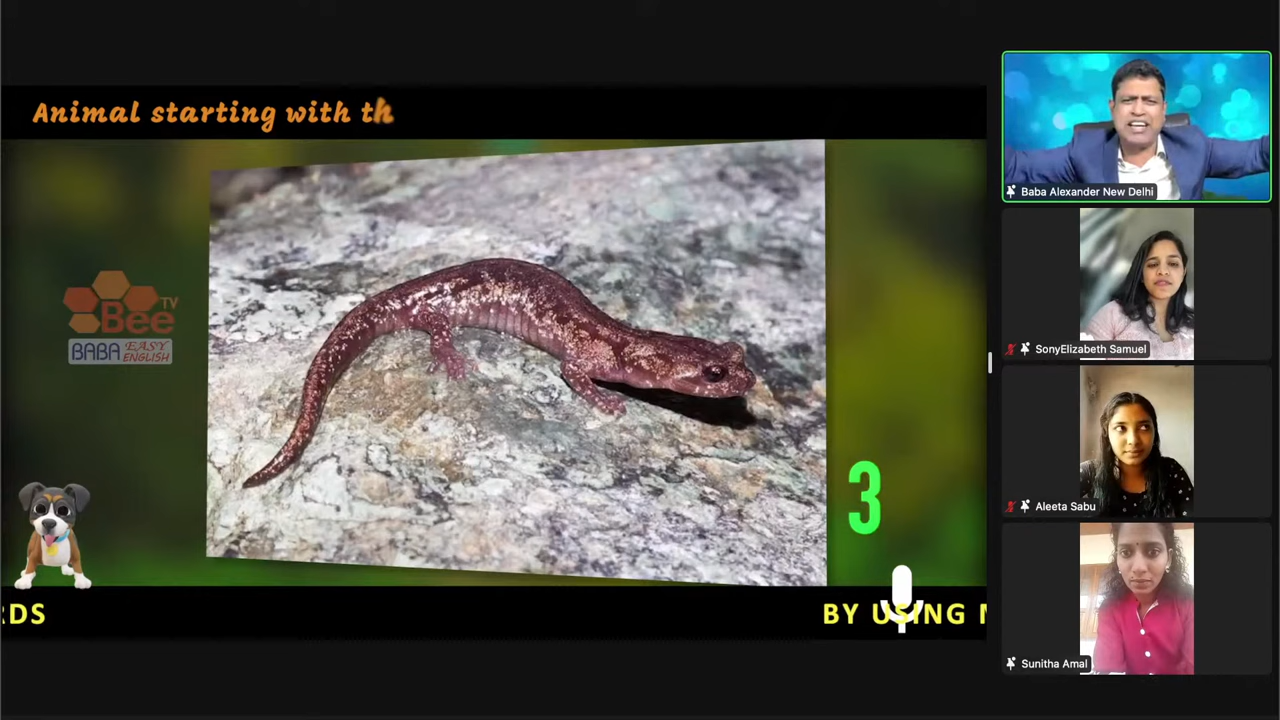 Animal starting with th
Bee TV
BABA EASY ENGLISH
3
RDS
BY USING
Baba Alexander New Delhi
SonyElizabeth Samuel
Aleeta Sabu
Sunitha Amal